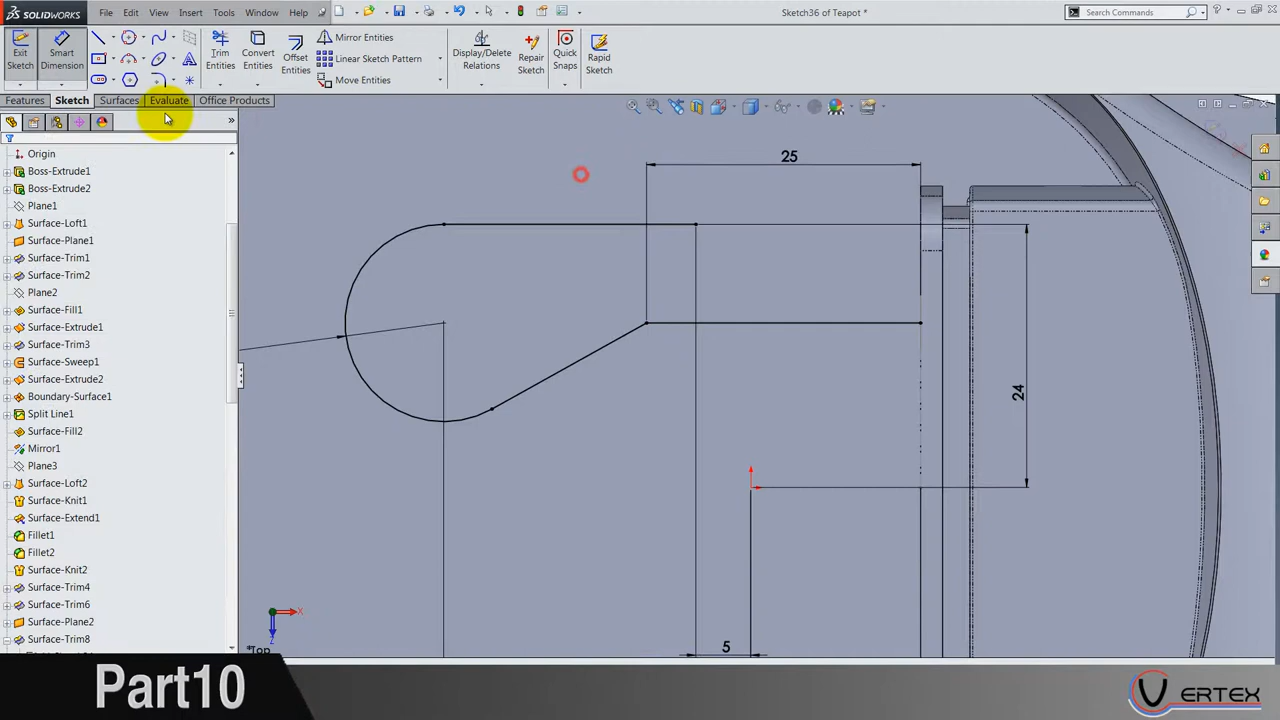 SOLIDWORKS
File
Edit
View
Insert
Tools
Window
Help
Sketch36 of Teapot *
Search Commands
Exit
Sketch
Smart
Dimension
Trim
Entities
Convert
Entities
Offset
Entities
Mirror Entities
Linear Sketch Pattern
Move Entities
Display/Delete
Relations
Repair
Sketch
Quick
Snaps
Rapid
Sketch
Features
Sketch
Surfaces
Evaluate
Office Products
Origin
Boss-Extrude1
Boss-Extrude2
Plane1
Surface-Loft1
Surface-Plane1
Surface-Trim1
Surface-Trim2
Plane2
Surface-Fill1
Surface-Extrude1
Surface-Trim3
Surface-Sweep1
Surface-Extrude2
Boundary-Surface1
Split Line1
Surface-Fill2
Mirror1
Plane3
Surface-Loft2
Surface-Knit1
Surface-Extend1
Fillet1
Fillet2
Surface-Knit2
Surface-Trim4
Surface-Trim6
Surface-Plane2
Surface-Trim8
25
24
5
X
Z
*Top
Part10
V ERTEX